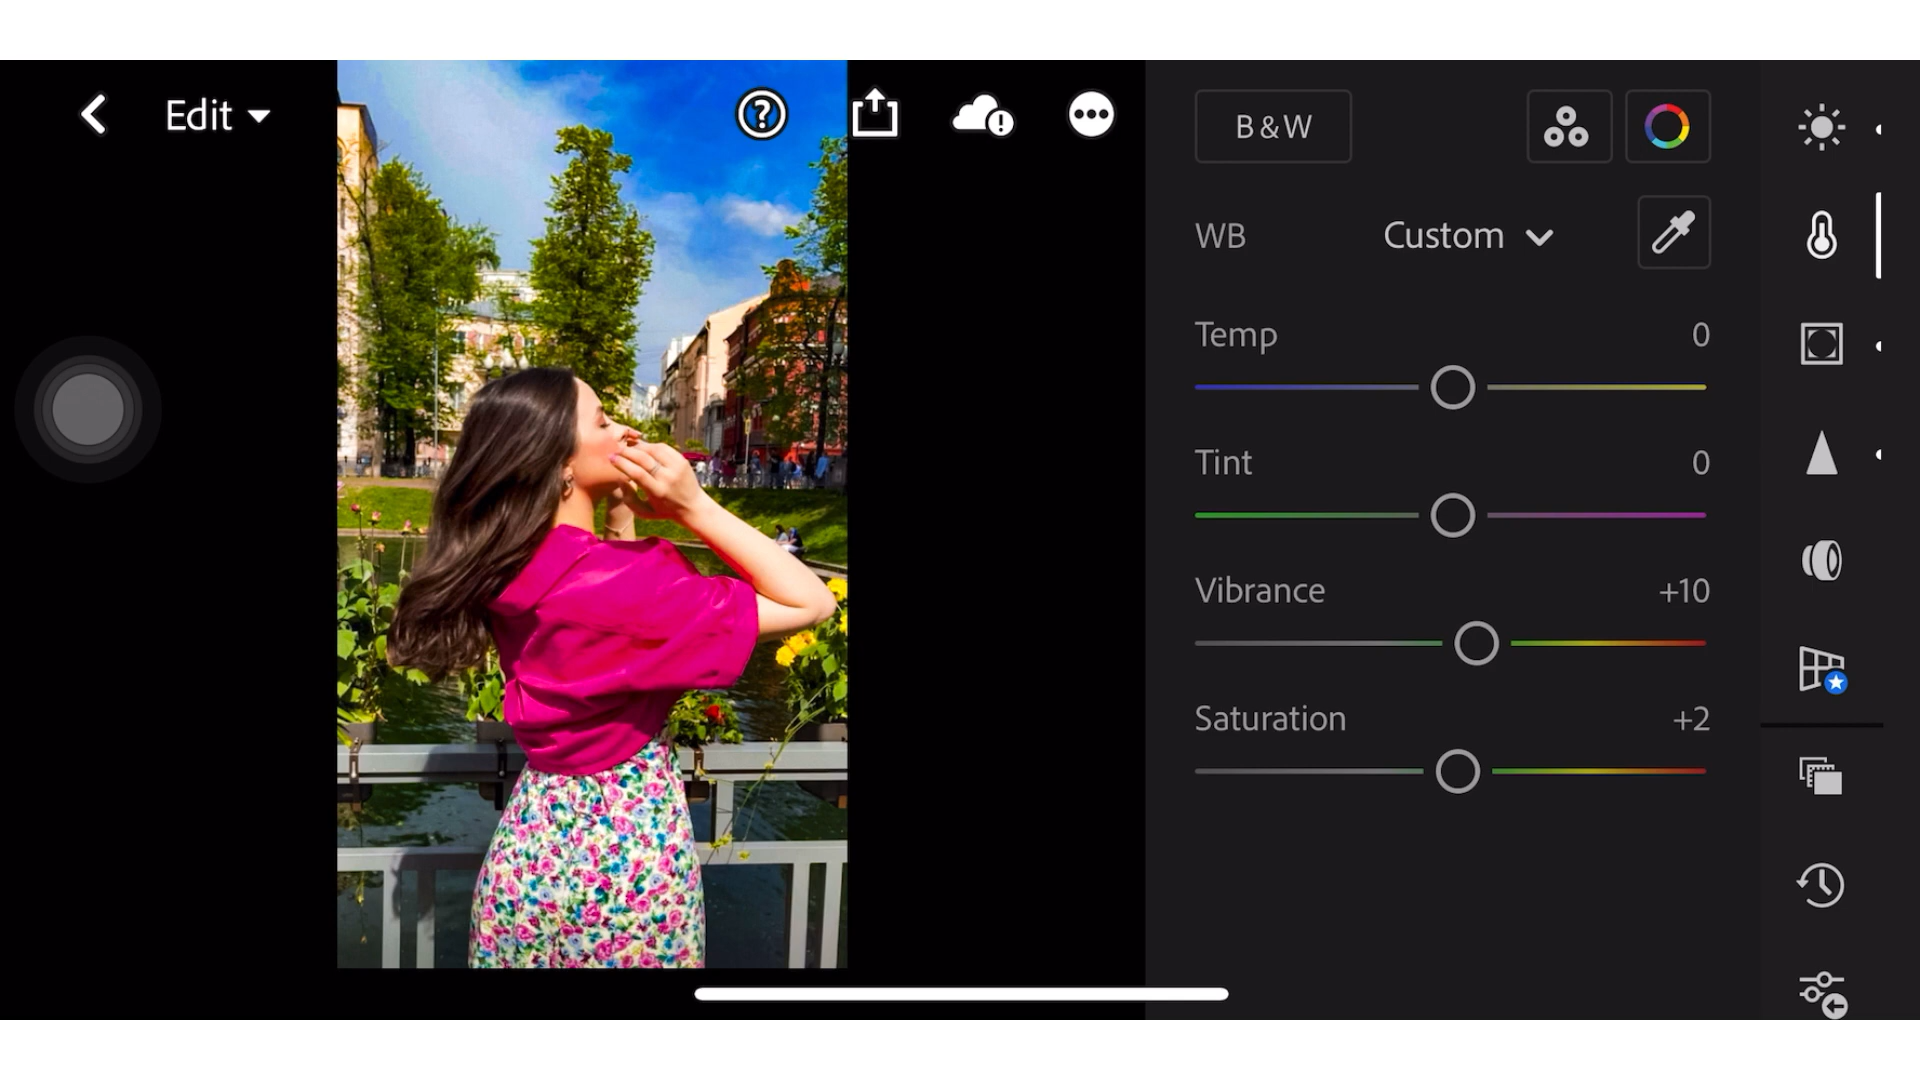 Edit
B&W
WB Custom
Temp 0
Tint 0
Vibrance +10
Saturation +2